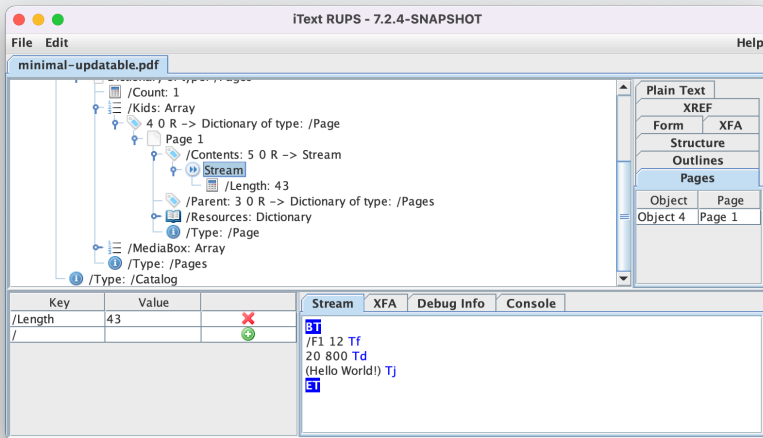 iText RUPS - 7.2.4-SNAPSHOT
File Edit Help
minimal-updatable.pdf
Dictionary of type: /Pages
/Count: 1
/Kids: Array
4 0 R -> Dictionary of type: /Page
Page 1
/Contents: 5 0 R -> Stream
Stream
/Length: 43
/Parent: 3 0 R -> Dictionary of type: /Pages
/Resources: Dictionary
/Type: /Page
/MediaBox: Array
/Type: /Pages
/Type: /Catalog
Plain Text
XREF
Form XFA
Structure
Outlines
Pages
Object Page
Object 4 Page 1
Key Value
/Length 43
/
Stream XFA Debug Info Console
BT
/F1 12 Tf
20 800 Td
(Hello World!) Tj
ET